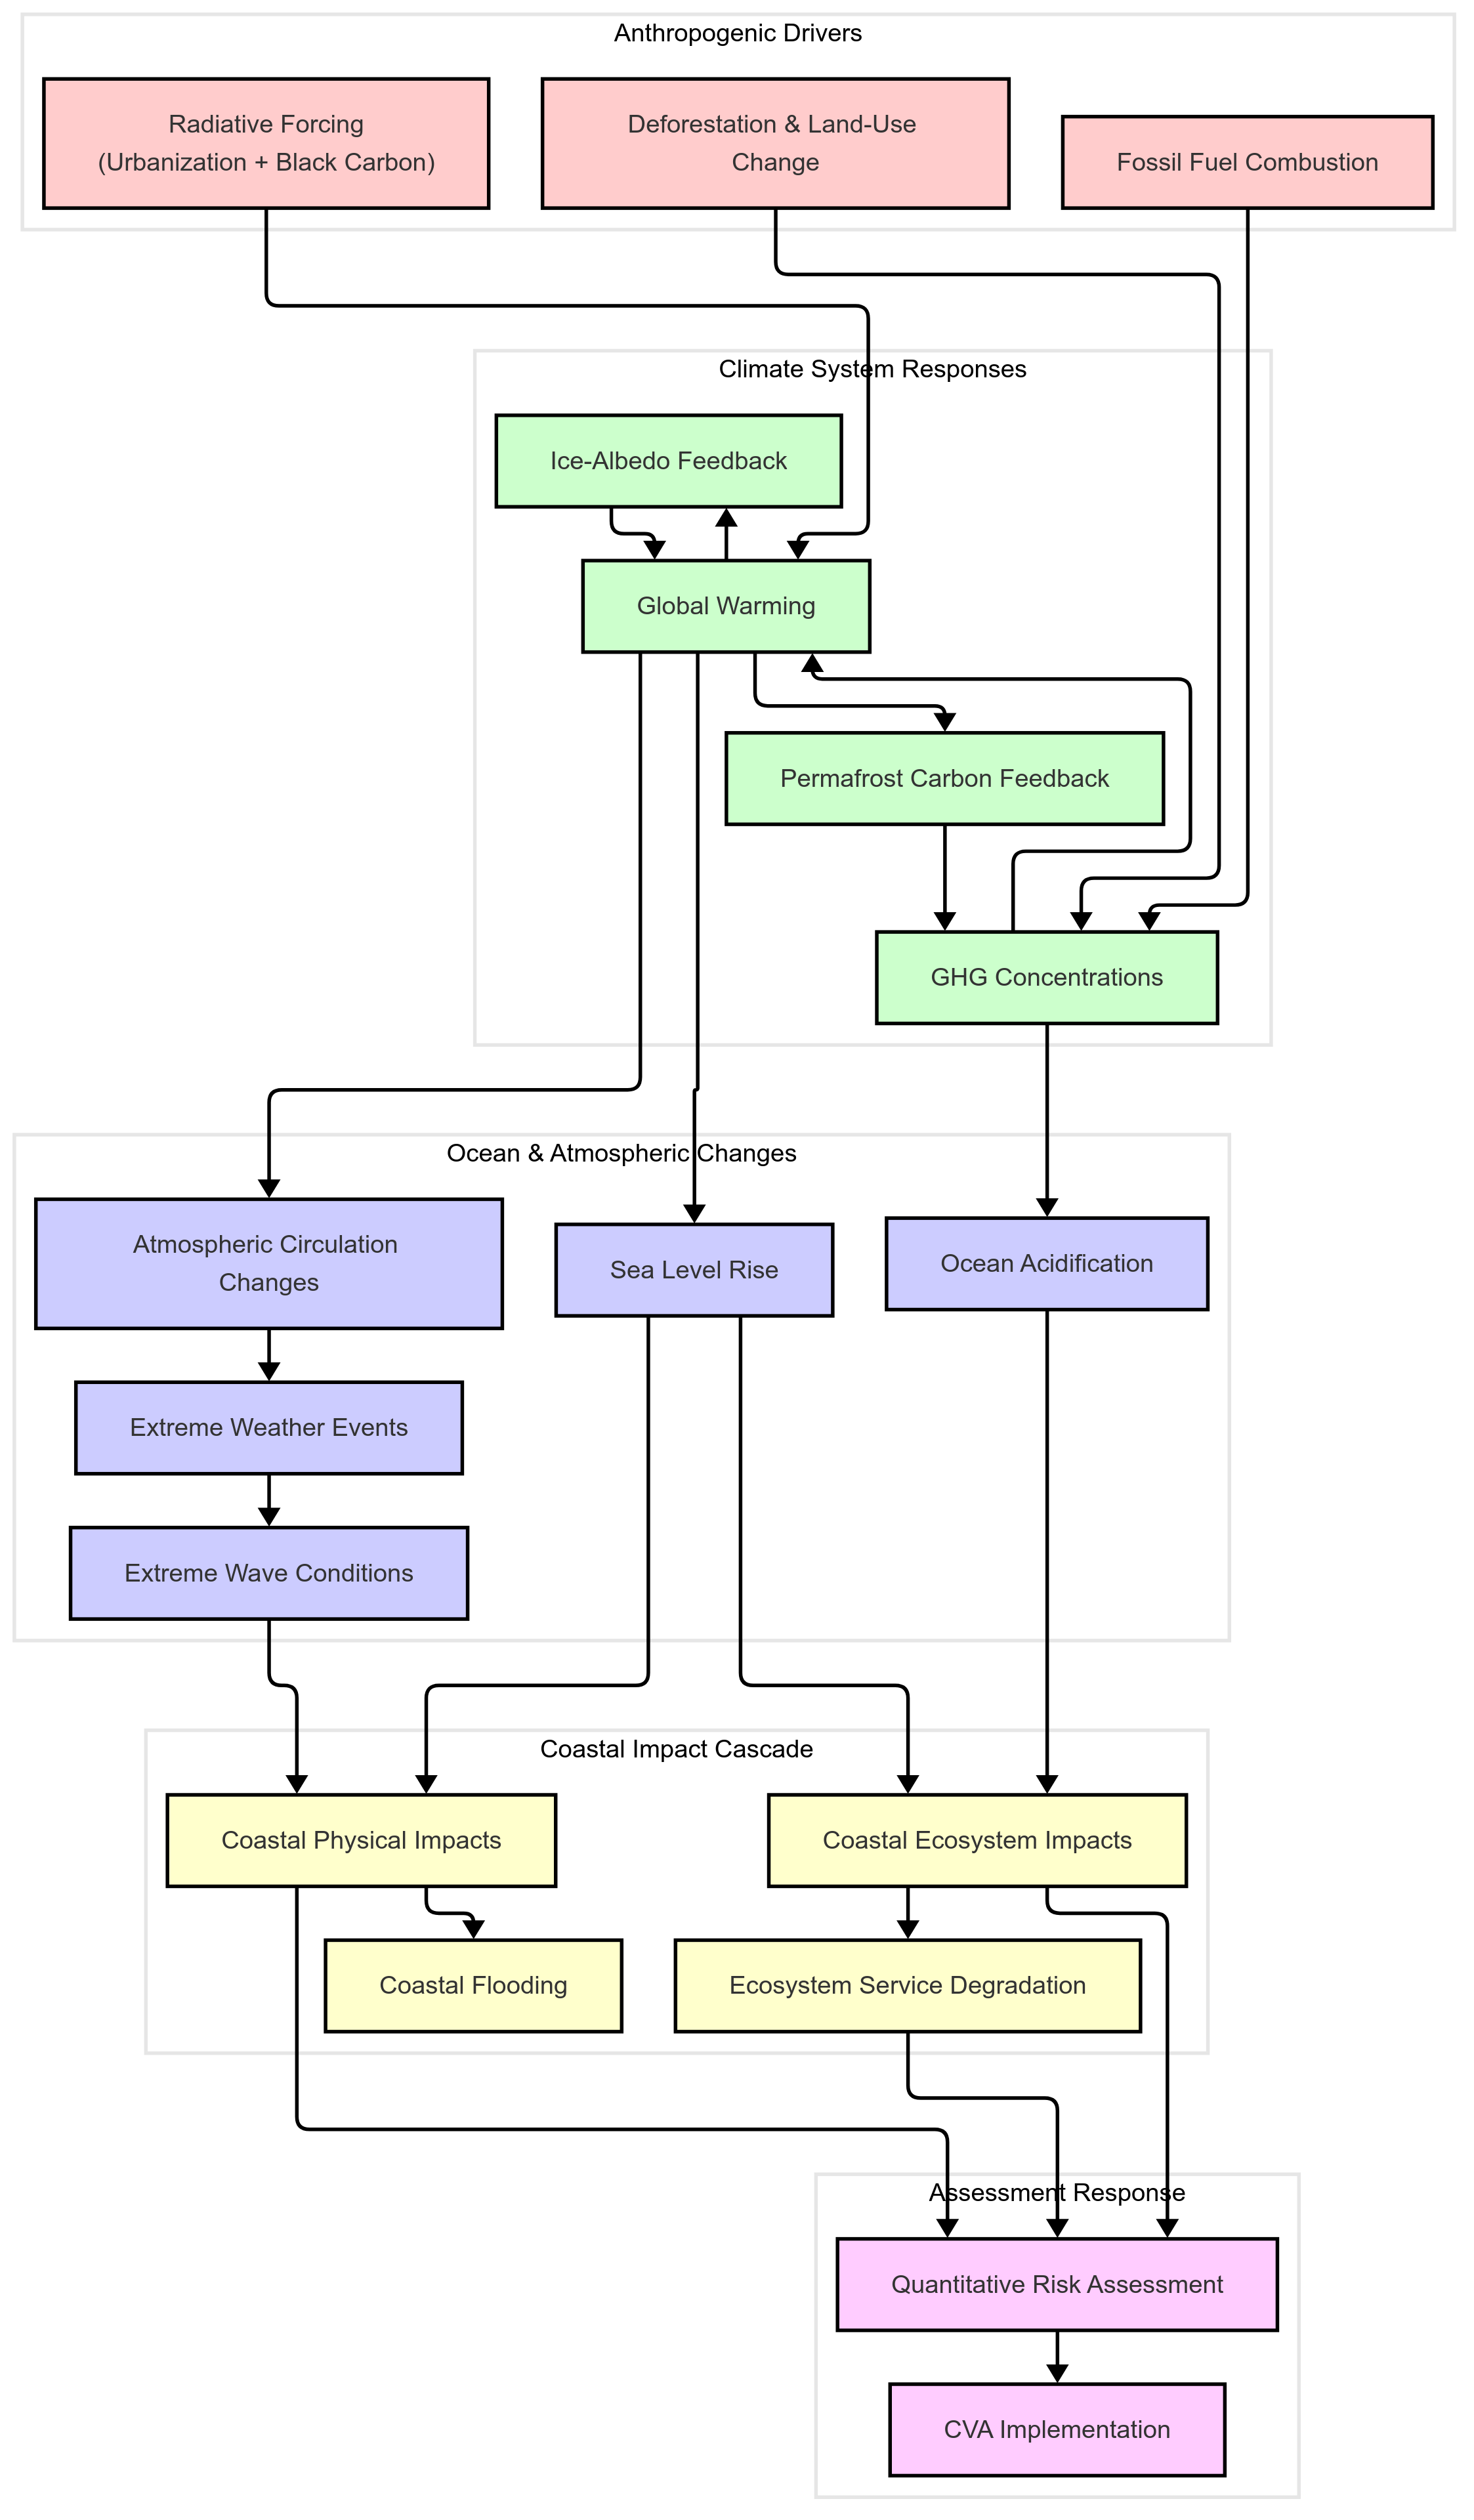 Anthropogenic Drivers
Radiative Forcing
(Urbanization + Black Carbon)
Deforestation & Land-Use
Change
Fossil Fuel Combustion
Climate System Responses
Ice-Albedo Feedback
Global Warming
Permafrost Carbon Feedback
GHG Concentrations
Ocean & Atmospheric Changes
Atmospheric Circulation
Changes
Sea Level Rise
Ocean Acidification
Extreme Weather Events
Extreme Wave Conditions
Coastal Impact Cascade
Coastal Physical Impacts
Coastal Ecosystem Impacts
Coastal Flooding
Ecosystem Service Degradation
Assessment Response
Quantitative Risk Assessment
CVA Implementation